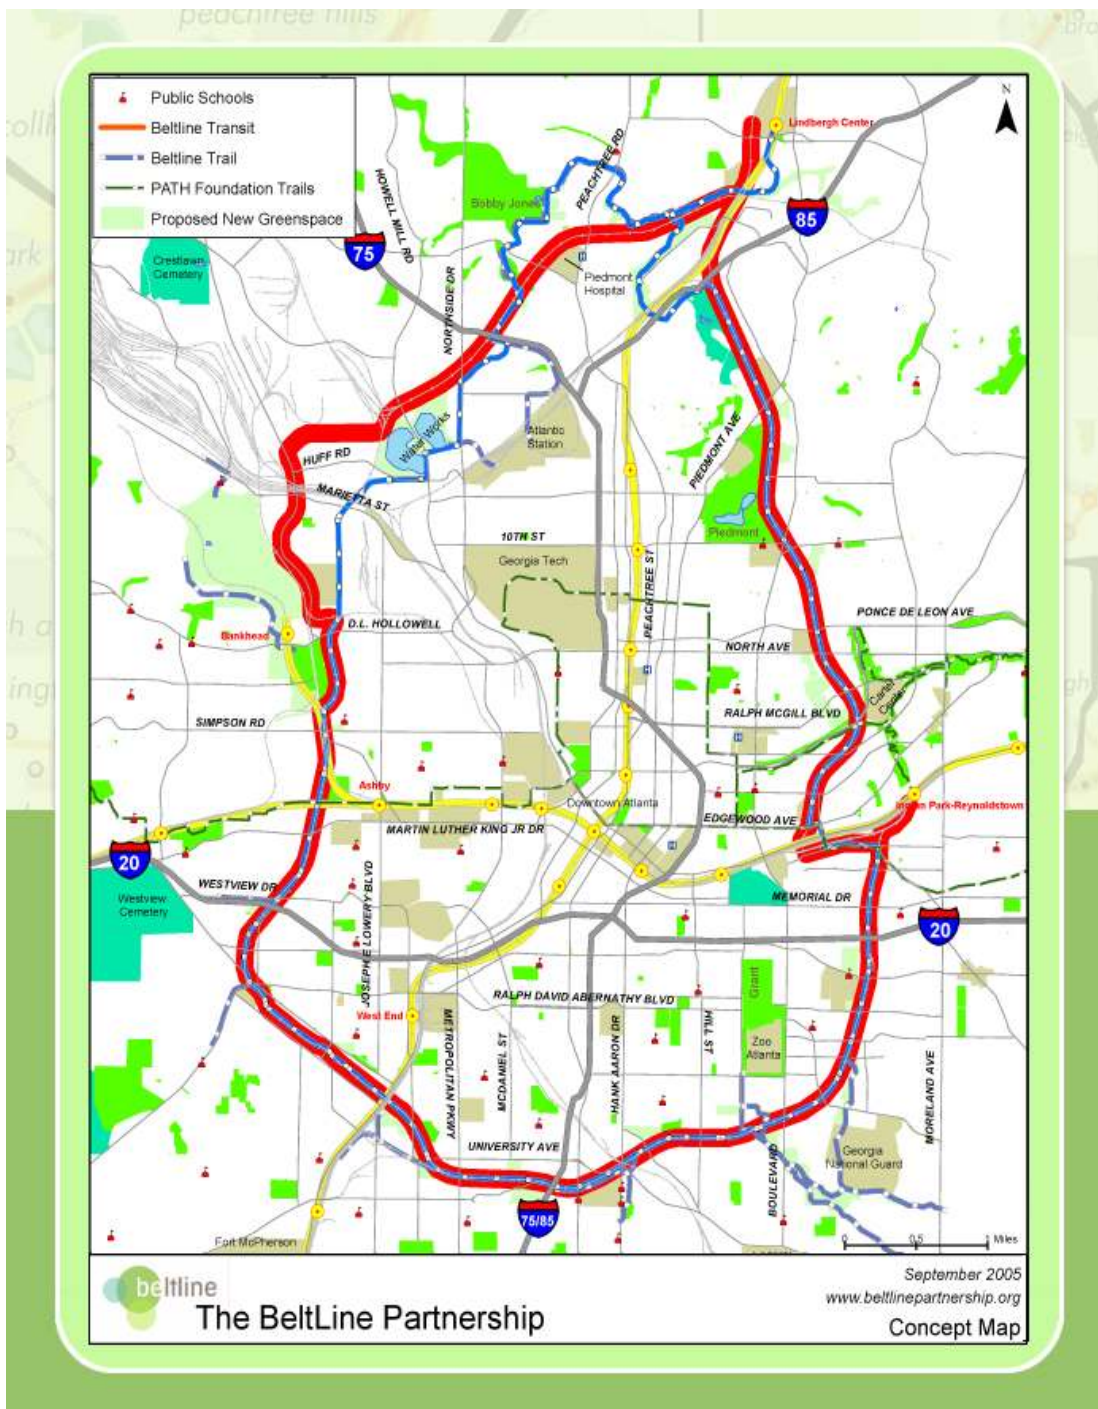 peachtree hills
Public Schools
Beltline Transit
Beltline Trail
PATH Foundation Trails
Proposed New Greenspace
N
Lindbergh Center
PEACHTREE RD
HOWELL MILL RD
Bobby Jones
85
75
Crestlawn
Cemetery
Piedmont
Hospital
NORTHSIDE DR
Water Works
Atlantic
Station
PIEDMONT AVE
HUFF RD
MARIETTA ST
Piedmont
10TH ST
Georgia Tech
PEACHTREE ST
PONCE DE LEON AVE
D.L. HOLLOWELL
Bankhead
NORTH AVE
Carter
Center
RALPH MCGILL BLVD
SIMPSON RD
Ashby
Downtown Atlanta
Inman Park-Reynoldstown
EDGEWOOD AVE
MARTIN LUTHER KING JR DR
20
WESTVIEW DR
Westview
Cemetery
JOSEPH E LOWERY BLVD
MEMORIAL DR
20
Grant
RALPH DAVID ABERNATHY BLVD
West End
METROPOLITAN PKWY
MCDANIEL ST
HANK AARON DR
HILL ST
Zoo
Atlanta
MORELAND AVE
UNIVERSITY AVE
BOULEVARD
Georgia
National Guard
75/85
Fort McPherson
0 0.5 1 Miles
beltline
The BeltLine Partnership
September 2005
www.beltlinepartnership.org
Concept Map